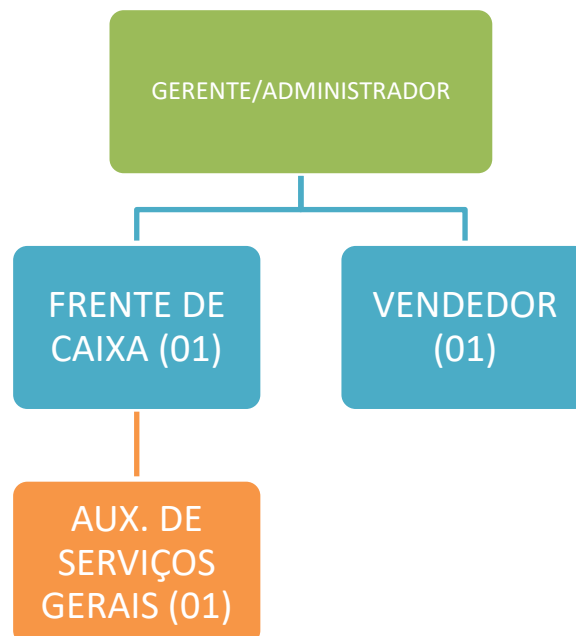 GERENTE/ADMINISTRADOR
FRENTE DE
CAIXA (01)
VENDEDOR
(01)
AUX. DE
SERVIÇOS
GERAIS (01)